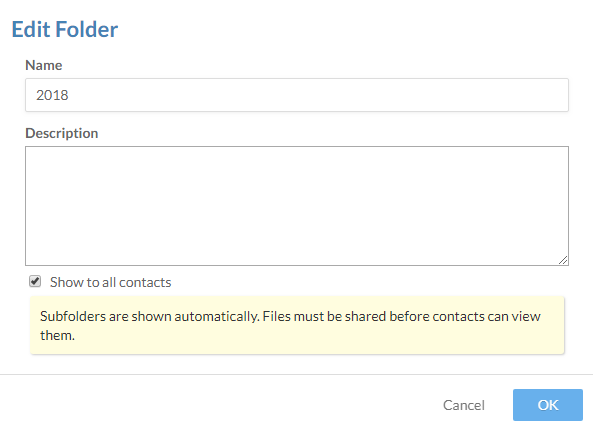 Edit Folder
Name
2018
Description
Show to all contacts
Subfolders are shown automatically. Files must be shared before contacts can view
them.
Cancel
OK